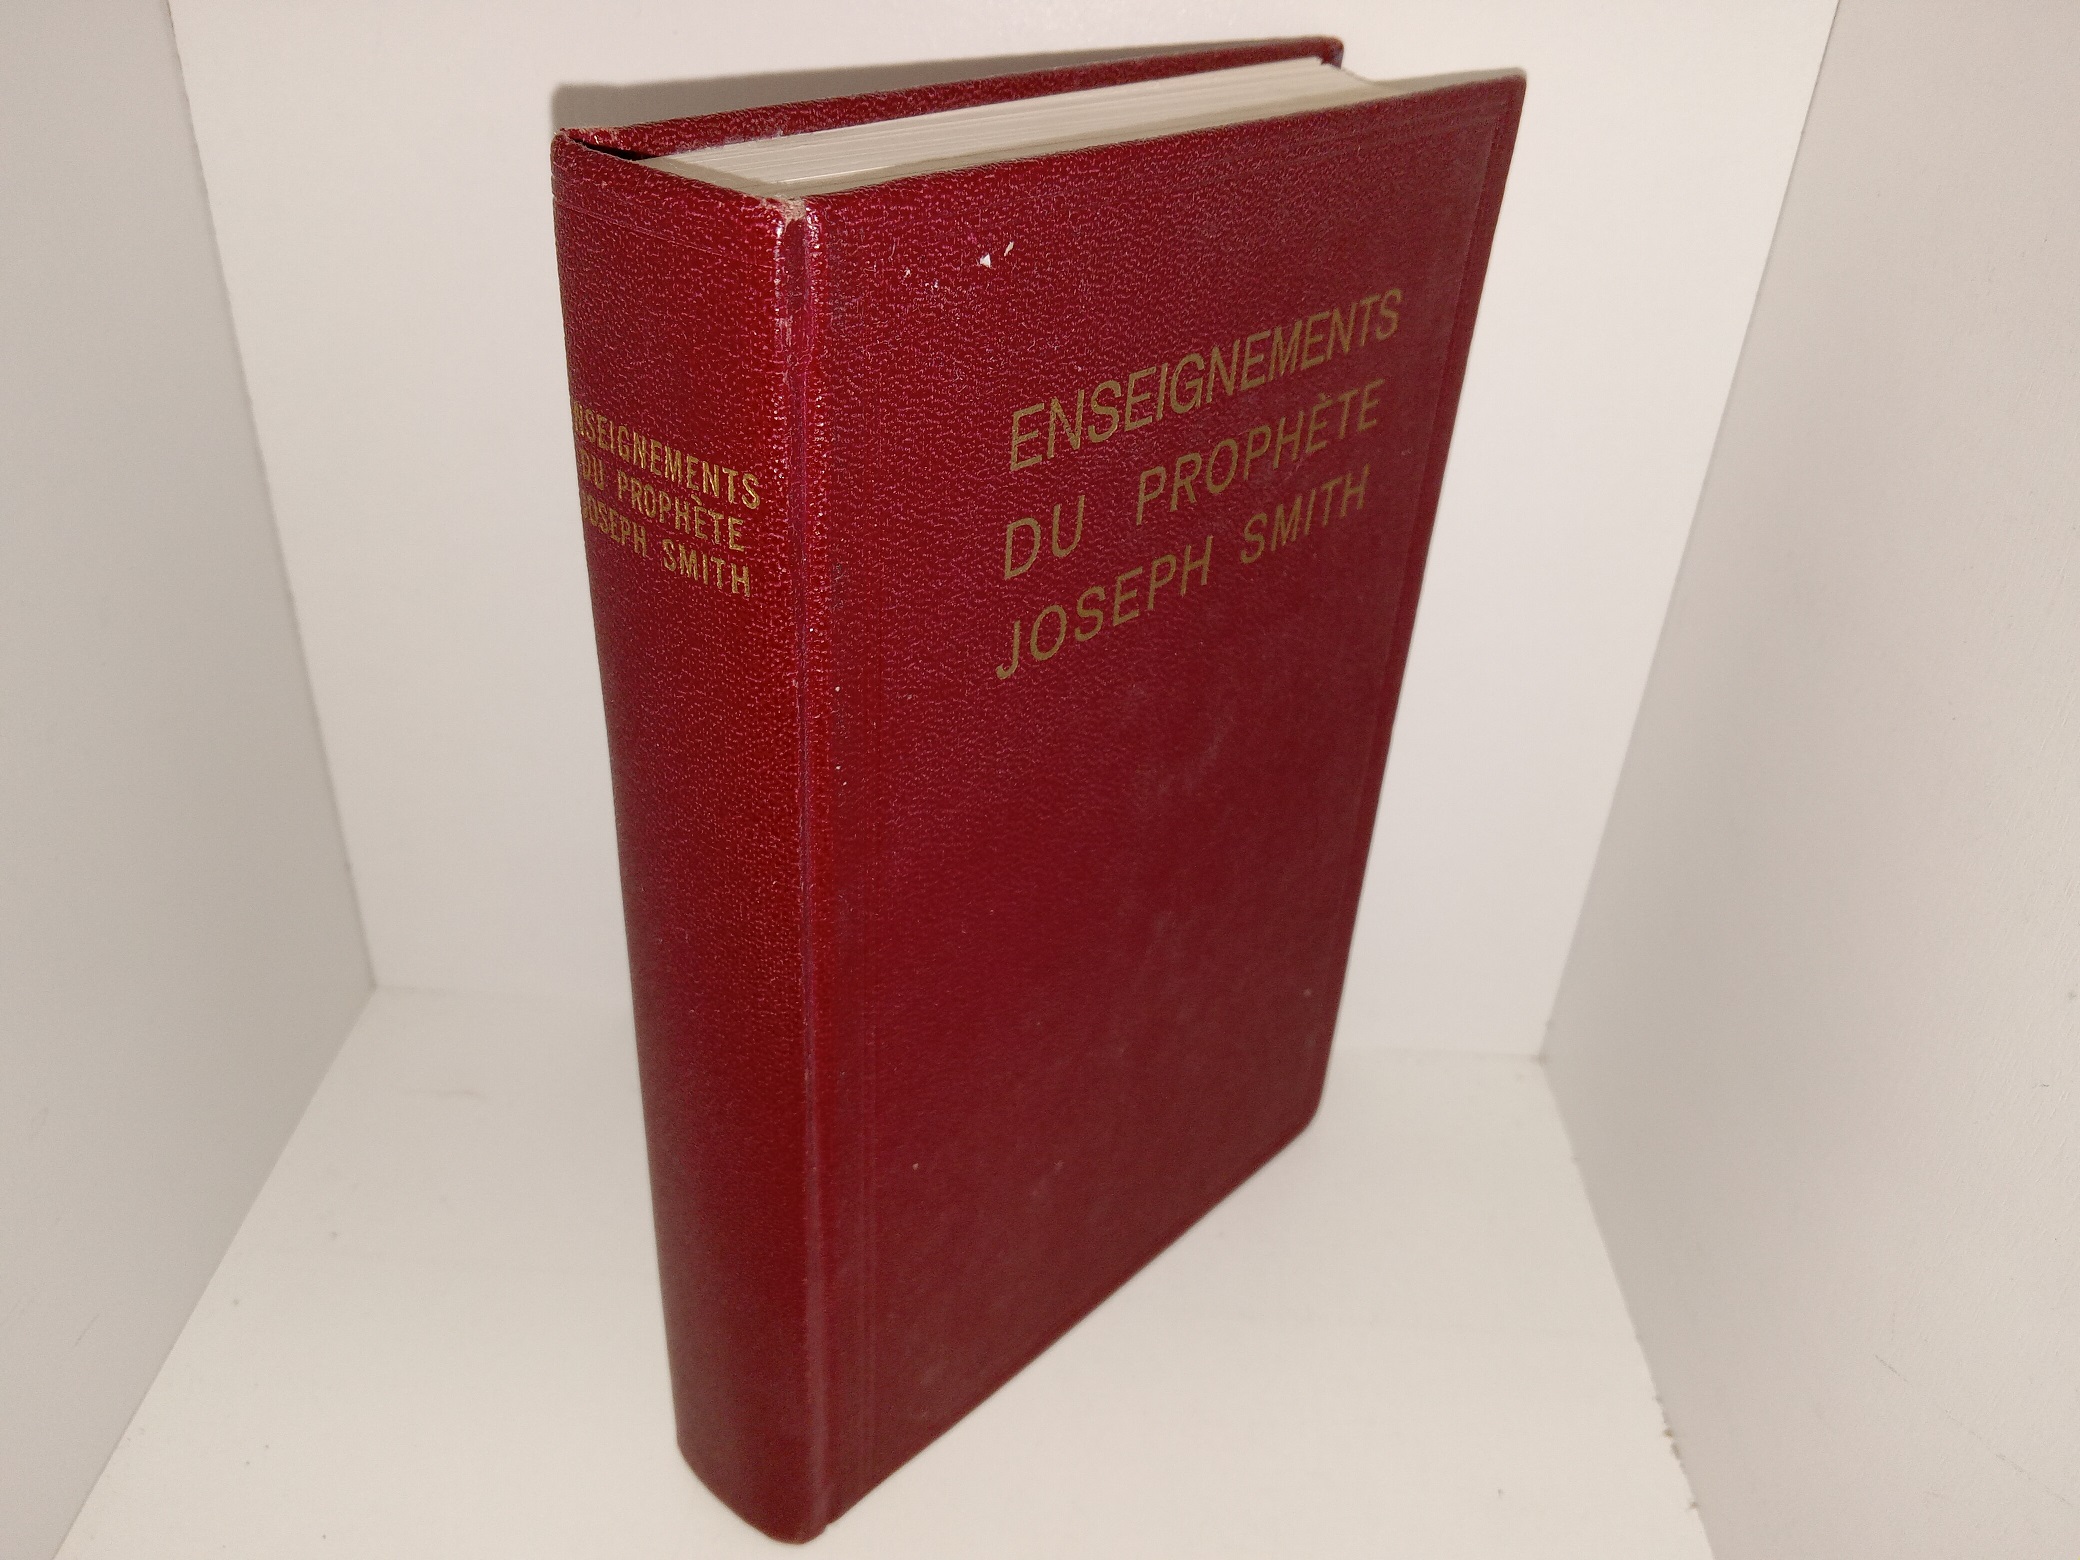 ENSEIGNEMENTS
DU PROPHÈTE
JOSEPH SMITH
ENSEIGNEMENTS
DU PROPHÈTE
JOSEPH SMITH